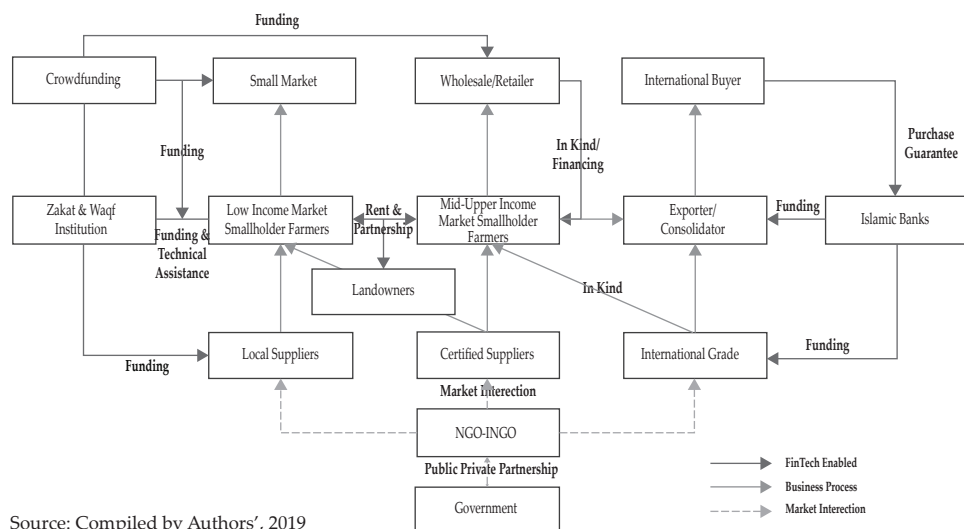 Funding
Crowdfunding
Small Market
Wholesale/Retailer
International Buyer
Funding
In Kind/
Financing
Purchase
Guarantee
Zakat & Waqf
Institution
Funding &
Technical
Assistance
Low Income Market
Smallholder Farmers
Rent &
Partnership
Mid-Upper Income
Market Smallholder
Farmers
Exporter/
Consolidator
Funding
Islamic Banks
Landowners
In Kind
Funding
Local Suppliers
Certified Suppliers
International Grade
Funding
Market Interection
NGO-INGO
Public Private Partnership
Government
FinTech Enabled
Business Process
Market Interection
Source: Compiled by Authors', 2019